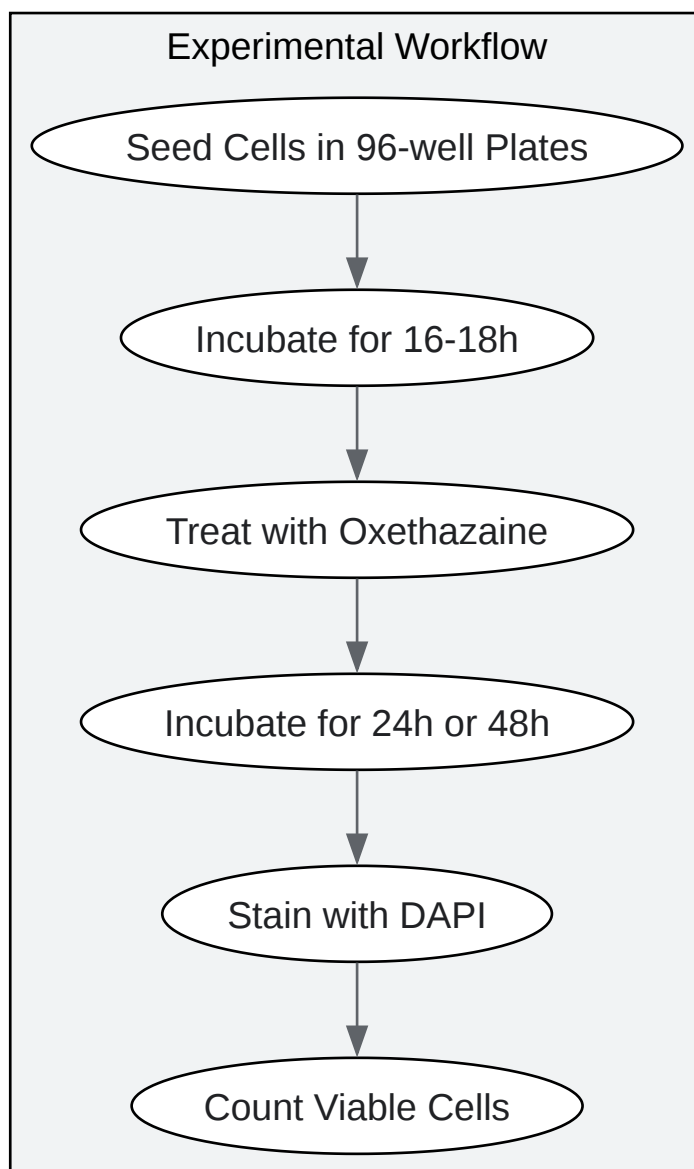 Experimental Workflow
Seed Cells in 96-well Plates
Incubate for 16-18h
Treat with Oxethazaine
Incubate for 24h or 48h
Stain with DAPI
Count Viable Cells